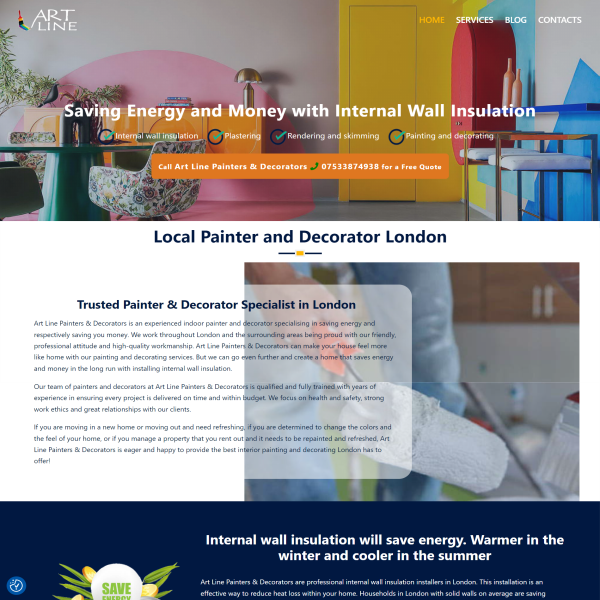 ART
LINE
HOME SERVICES BLOG CONTACTS
Saving Energy and Money with Internal Wall Insulation
Internal wall insulation Plastering Rendering and skimming Painting and decorating
Call Art Line Painters & Decorators 07533874938 for a Free Quote
Local Painter and Decorator London
Trusted Painter & Decorator Specialist in London
Art Line Painters & Decorators is an experienced indoor painter and decorator specialising in saving energy and
respectively saving you money. We work throughout London and the surrounding areas being proud with our friendly,
professional attitude and high-quality workmanship. Art Line Painters & Decorators can make your house feel more
like home with our painting and decorating services. But we can go even further and create a home that saves energy
and money in the long run with installing internal wall insulation.
Our team of painters and decorators at Art Line Painters & Decorators is qualified and fully trained with years of
experience in ensuring every project is delivered on time and within budget. We focus on health and safety, strong
work ethics and great relationships with our clients.
If you are moving in a new home or moving out and need refreshing, if you are determined to change the colors and
the feel of your home, or if you manage a property that you rent out and it needs to be repainted and refreshed, Art
Line Painters & Decorators is eager and happy to provide the best interior painting and decorating London has to
offer!
Internal wall insulation will save energy. Warmer in the
winter and cooler in the summer
SAVE
ENERGY
Art Line Painters & Decorators are professional internal wall insulation installers in London. This installation is an
effective way to reduce heat loss within your home. Households in London with solid walls on average are saving